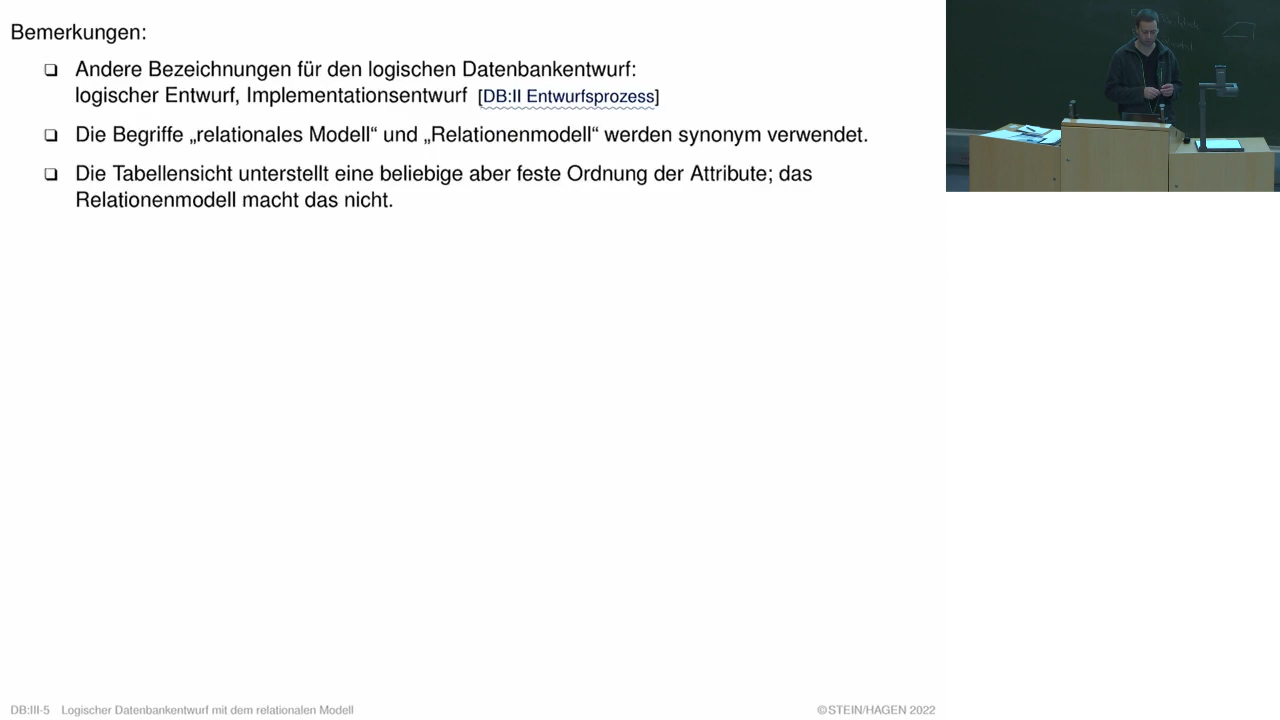 Bemerkungen:
❑ Andere Bezeichnungen für den logischen Datenbankentwurf:
logischer Entwurf, Implementationsentwurf [DB:II Entwurfsprozess]
❑ Die Begriffe „relationales Modell“ und „Relationenmodell“ werden synonym verwendet.
❑ Die Tabellensicht unterstellt eine beliebige aber feste Ordnung der Attribute; das
Relationenmodell macht das nicht.
DB:III-5 Logischer Datenbankentwurf mit dem relationalen Modell
©STEIN/HAGEN 2022